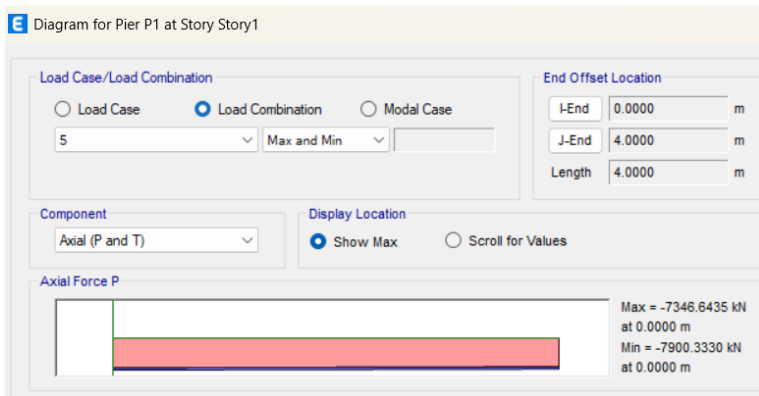 E Diagram for Pier P1 at Story Story1
Load Case/Load Combination
Load Case Load Combination Modal Case
5 Max and Min
End Offset Location
I-End 0.0000 m
J-End 4.0000 m
Length 4.0000 m
Component
Axial (P and T)
Display Location
Show Max Scroll for Values
Axial Force P
Max = -7346.6435 kN
at 0.0000 m
Min = -7900.3330 kN
at 0.0000 m